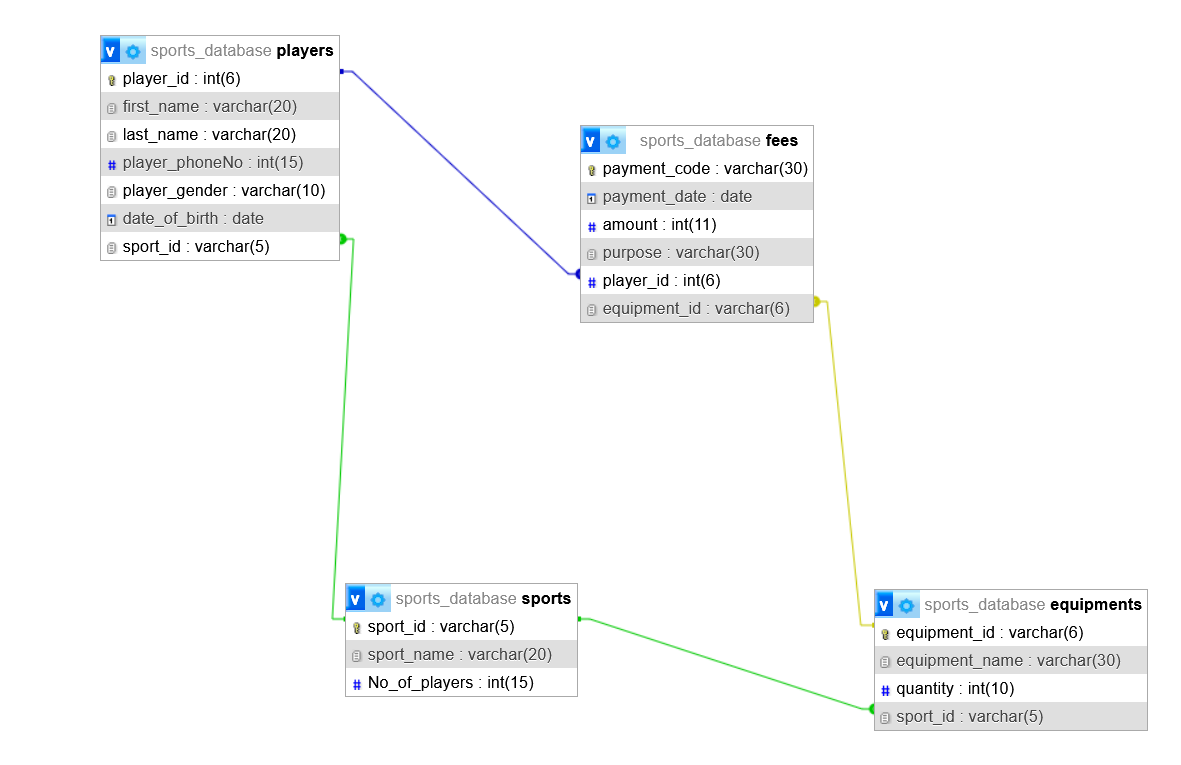 v sports_database players
player_id : int(6)
first_name : varchar(20)
last_name : varchar(20)
# player_phoneNo : int(15)
player_gender : varchar(10)
date_of_birth : date
sport_id : varchar(5)
v sports_database fees
payment_code : varchar(30)
payment_date : date
# amount : int(11)
purpose : varchar(30)
# player_id : int(6)
equipment_id : varchar(6)
v sports_database sports
sport_id : varchar(5)
sport_name : varchar(20)
# No_of_players : int(15)
v sports_database equipments
equipment_id : varchar(6)
equipment_name : varchar(30)
# quantity : int(10)
sport_id : varchar(5)